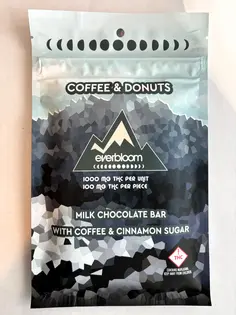 COFFEE & DONUTS
everbloom
1000 MG THC PER UNIT
100 MG THC PER PIECE
MILK CHOCOLATE BAR
WITH COFFEE & CINNAMON SUGAR
THC